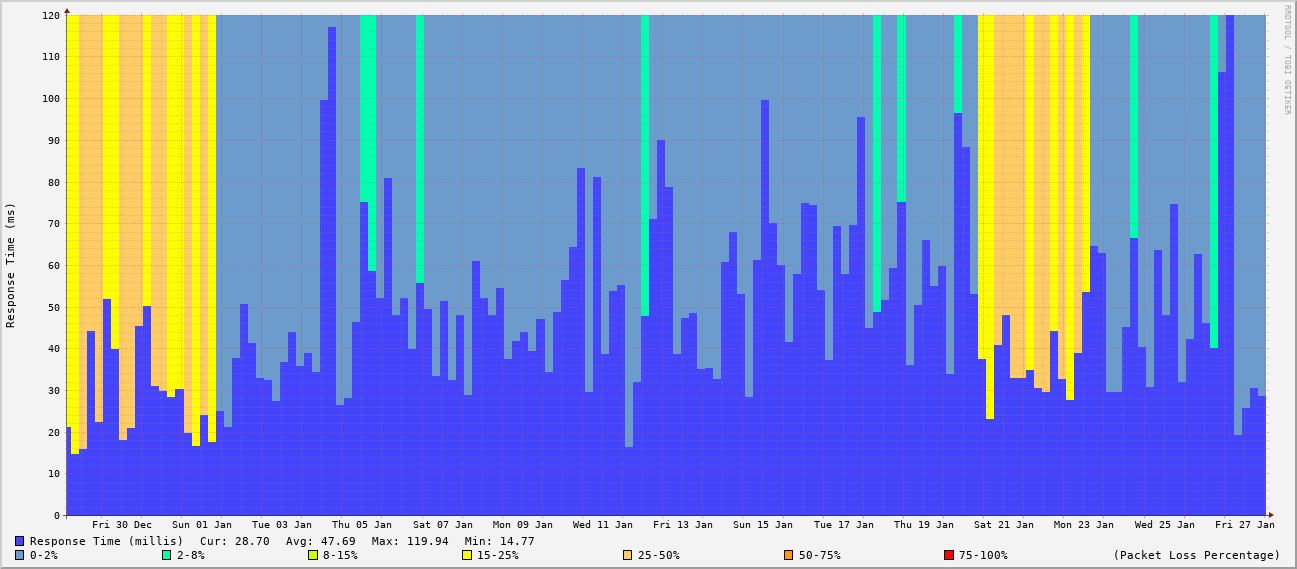 RRDTOOL / TOBI OETIKER
Response Time (ms)
120
110
100
90
80
70
60
50
40
30
20
10
0
Fri 30 Dec Sun 01 Jan Tue 03 Jan Thu 05 Jan Sat 07 Jan Mon 09 Jan Wed 11 Jan Fri 13 Jan Sun 15 Jan Tue 17 Jan Thu 19 Jan Sat 21 Jan Mon 23 Jan Wed 25 Jan Fri 27 Jan
Response Time (millis) Cur: 28.70 Avg: 47.69 Max: 119.94 Min: 14.77
0-2% 2-8% 8-15% 15-25% 25-50% 50-75% 75-100% (Packet Loss Percentage)